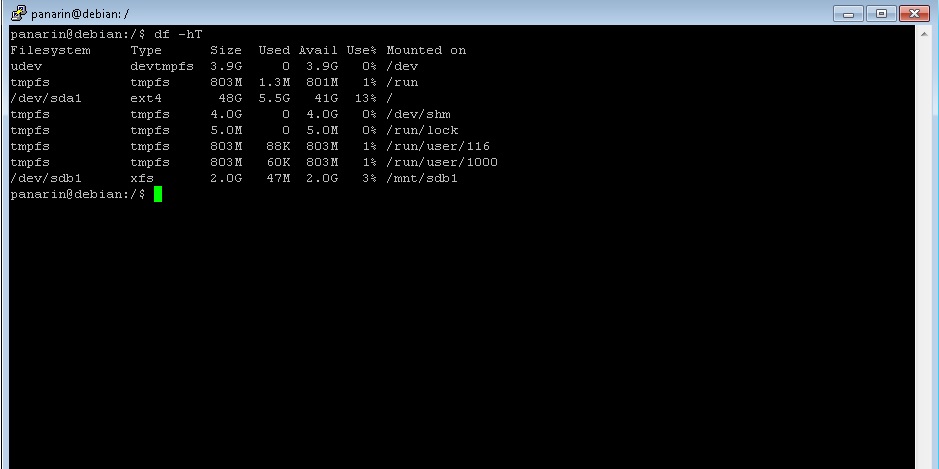 panarin@debian: /
panarin@debian:/$ df -hT
Filesystem     Type      Size  Used Avail Use% Mounted on
udev           devtmpfs  3.9G     0  3.9G   0% /dev
tmpfs          tmpfs     803M  1.3M  801M   1% /run
/dev/sda1      ext4       48G  5.5G   41G  13% /
tmpfs          tmpfs     4.0G     0  4.0G   0% /dev/shm
tmpfs          tmpfs     5.0M     0  5.0M   0% /run/lock
tmpfs          tmpfs     803M   88K  803M   1% /run/user/116
tmpfs          tmpfs     803M   60K  803M   1% /run/user/1000
/dev/sdb1      xfs       2.0G   47M  2.0G   3% /mnt/sdb1
panarin@debian:/$